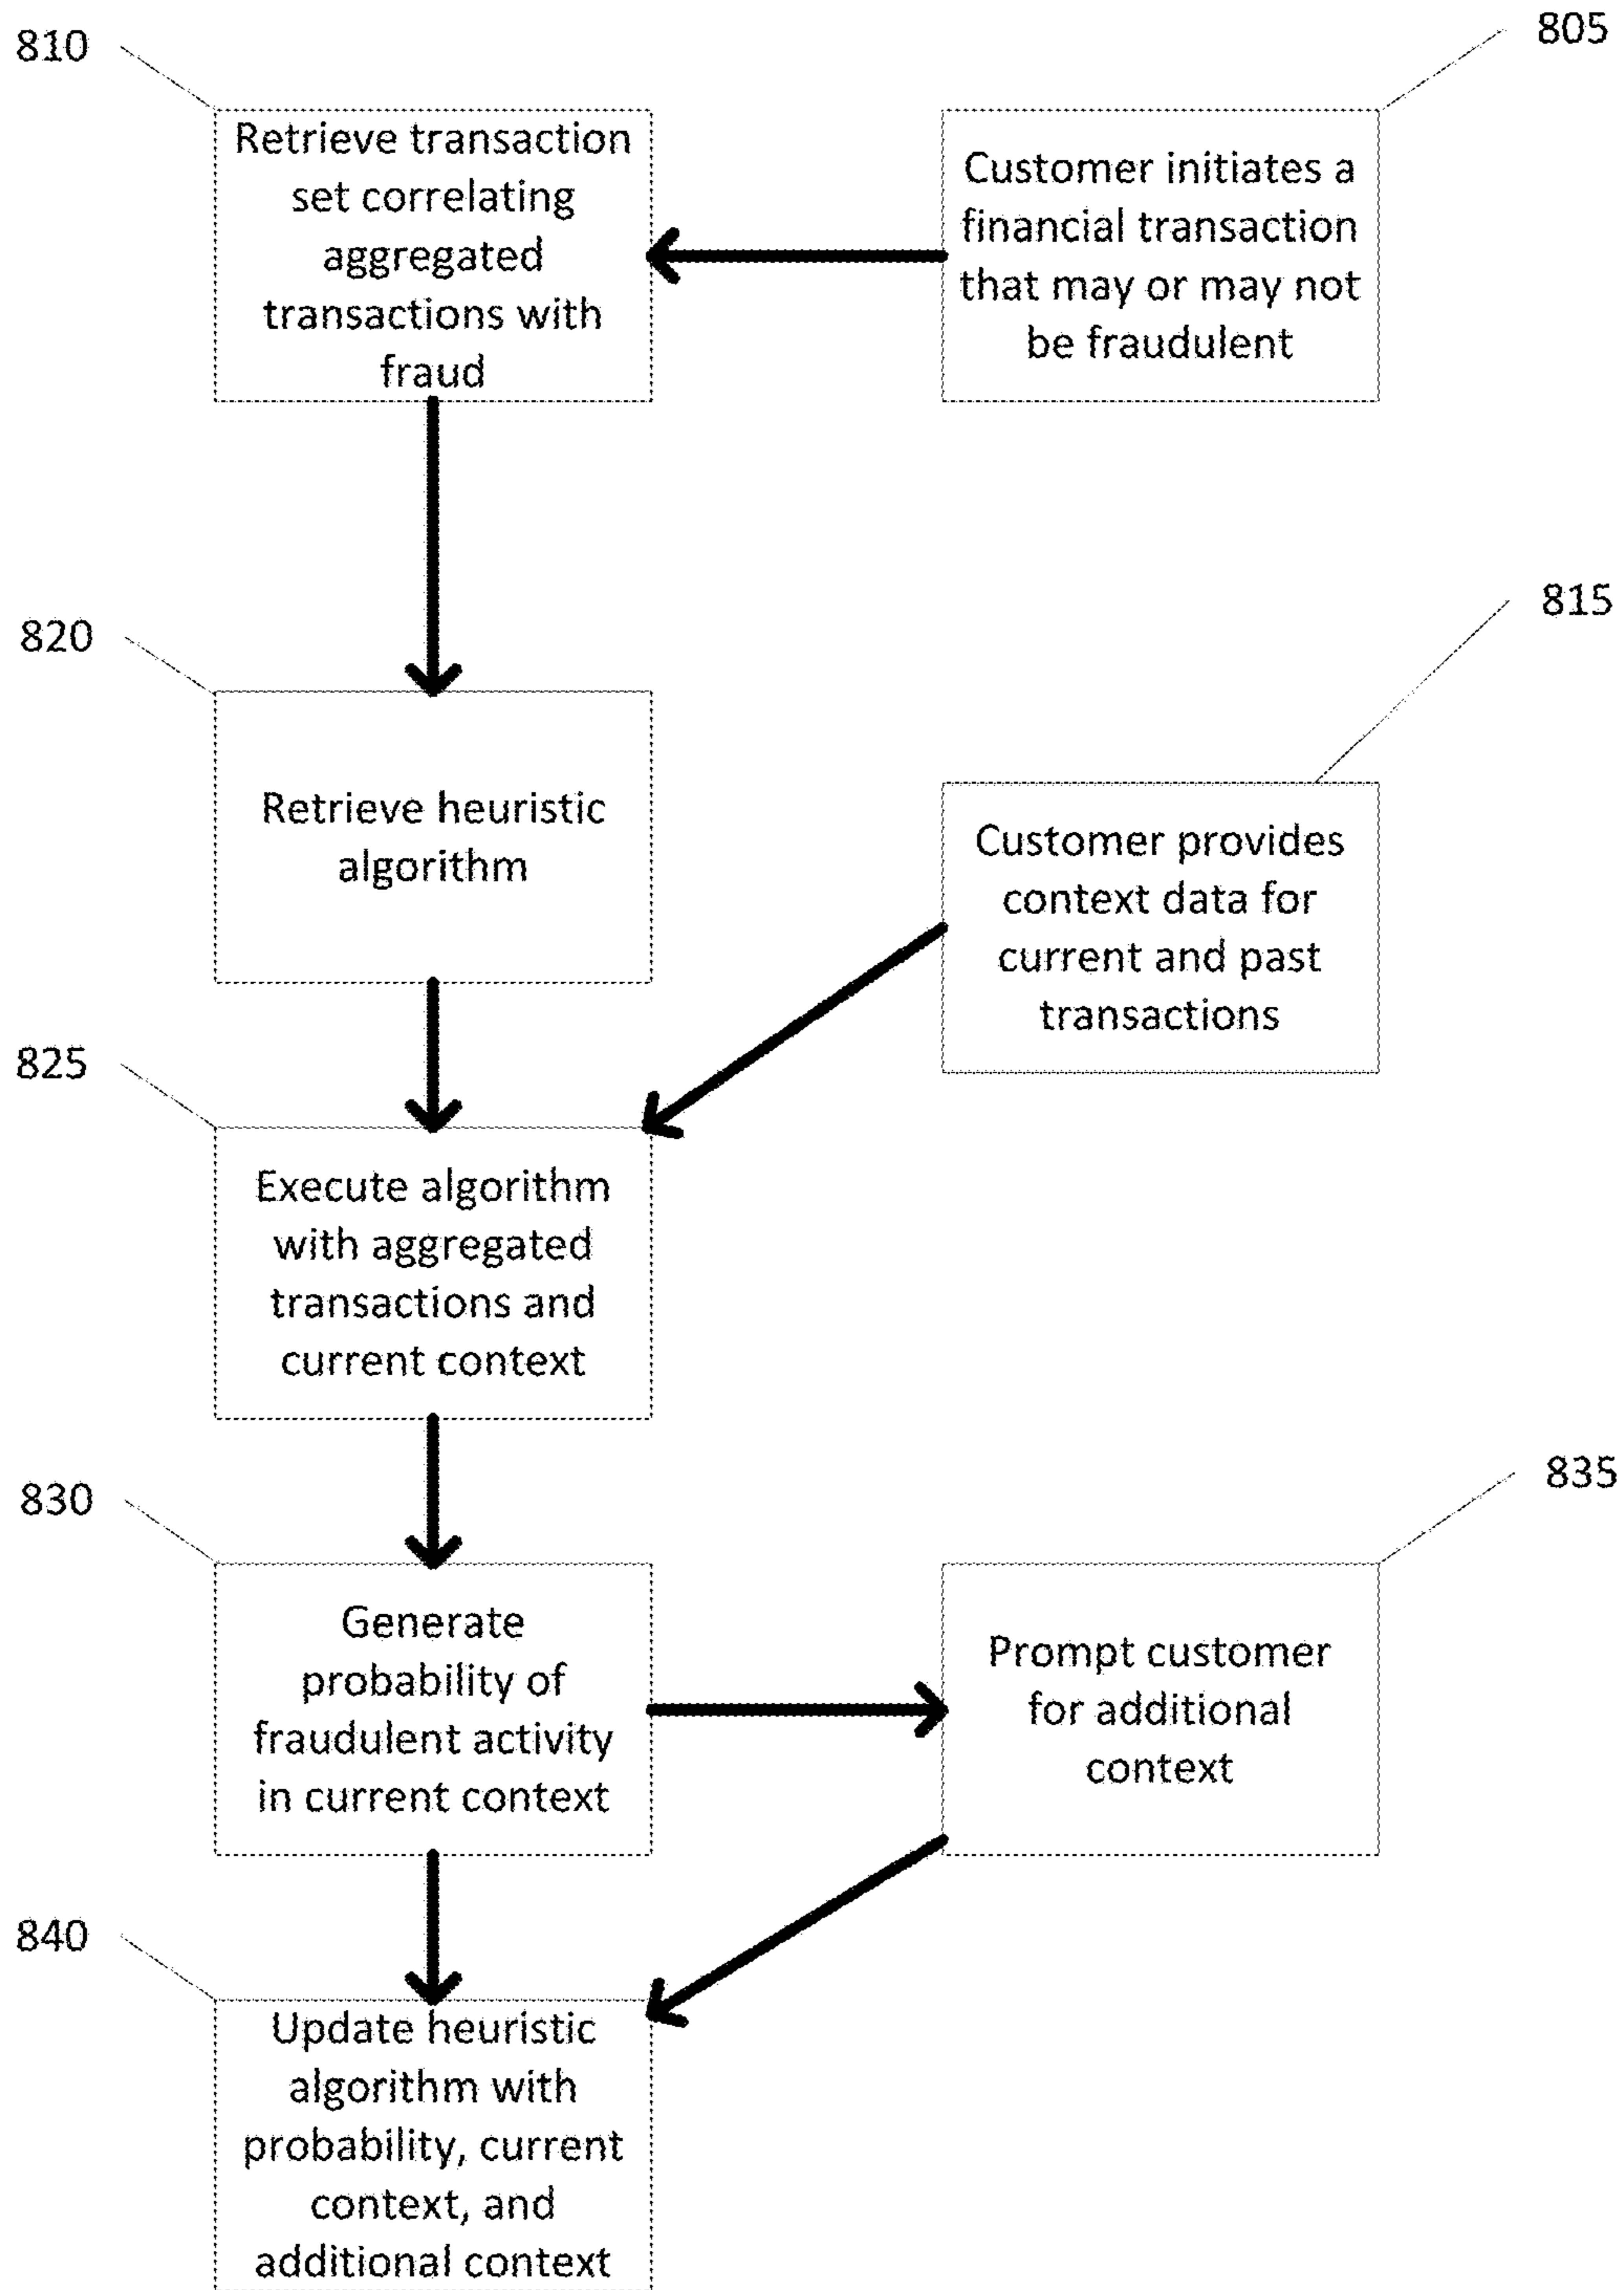 810
805
Retrieve transaction
set correlating
aggregated
transactions with
fraud
Customer initiates a
financial transaction
that may or may not
be fraudulent
820
815
Retrieve heuristic
algorithm
Customer provides
context data for
current and past
transactions
825
Execute algorithm
with aggregated
transactions and
current context
830
835
Generate
probability of
fraudulent activity
in current context
Prompt customer
for additional
context
840
Update heuristic
algorithm with
probability, current
context, and
additional context